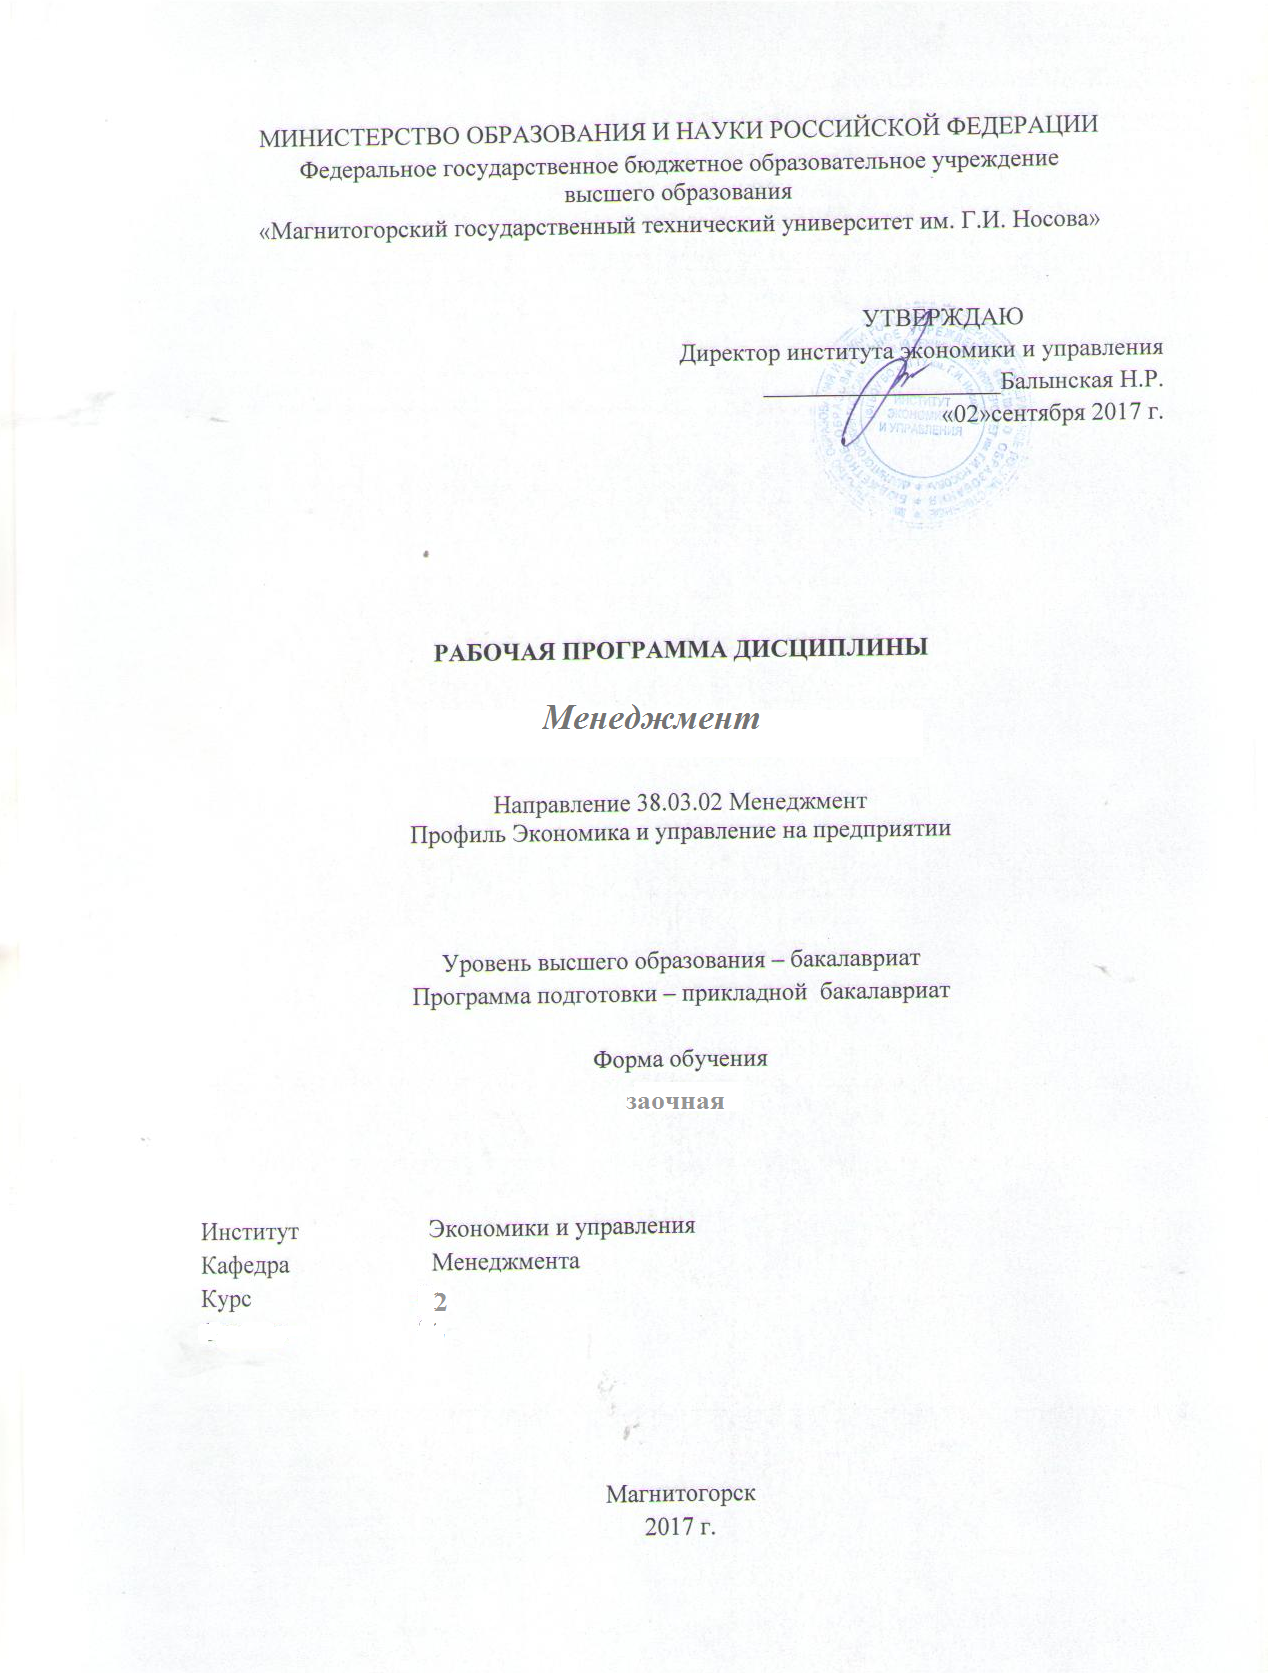 МИНИСТЕРСТВО ОБРАЗОВАНИЯ И НАУКИ РОССИЙСКОЙ ФЕДЕРАЦИИ
Федеральное государственное бюджетное образовательное учреждение
высшего образования
«Магнитогорский государственный технический университет им. Г.И. Носова»
УТВЕРЖДАЮ
Директор института экономики и управления
Балынская Н.Р.
«02»сентября 2017 г.
ИНСТИТУТ
ЭКОНОМИКИ
И УПРАВЛЕНИЯ
РАБОЧАЯ ПРОГРАММА ДИСЦИПЛИНЫ
Менеджмент
Направление 38.03.02 Менеджмент
Профиль Экономика и управление на предприятии
Уровень высшего образования – бакалавриат
Программа подготовки – прикладной бакалавриат
Форма обучения
заочная
Институт Экономики и управления
Кафедра Менеджмента
Курс 2
Магнитогорск
2017 г.